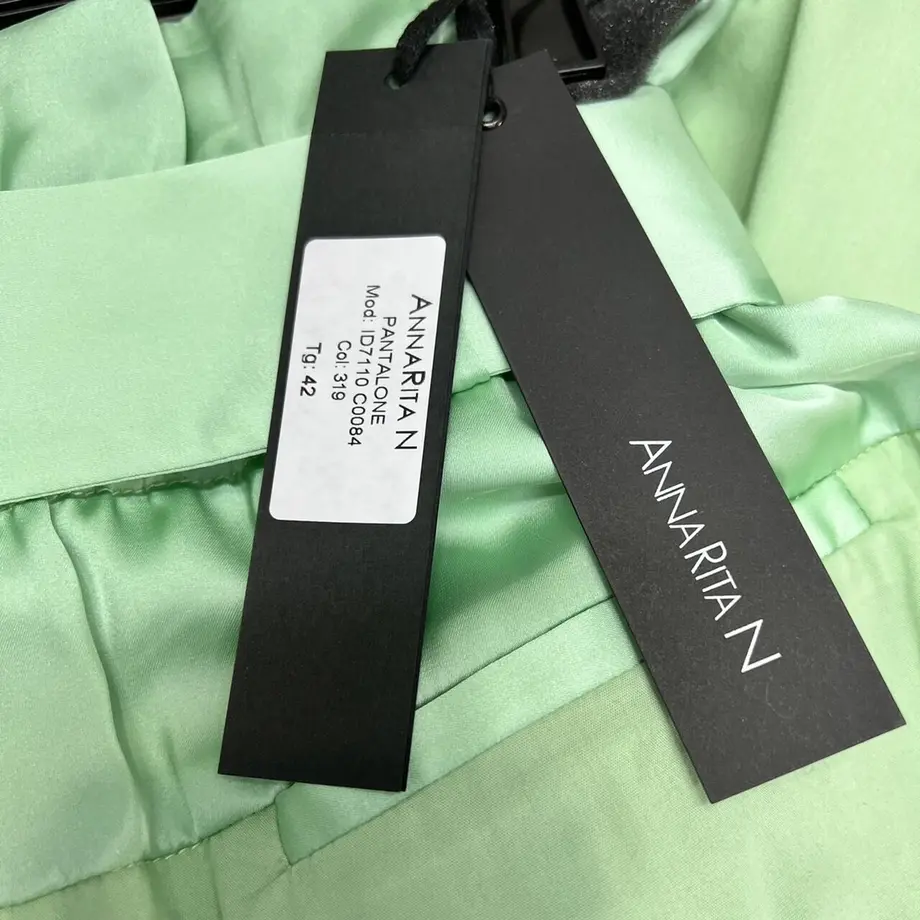 ANNARITA N
PANTALONE
Mod: ID7110 C0084
Col: 319
Tg: 42
ANNARITA N